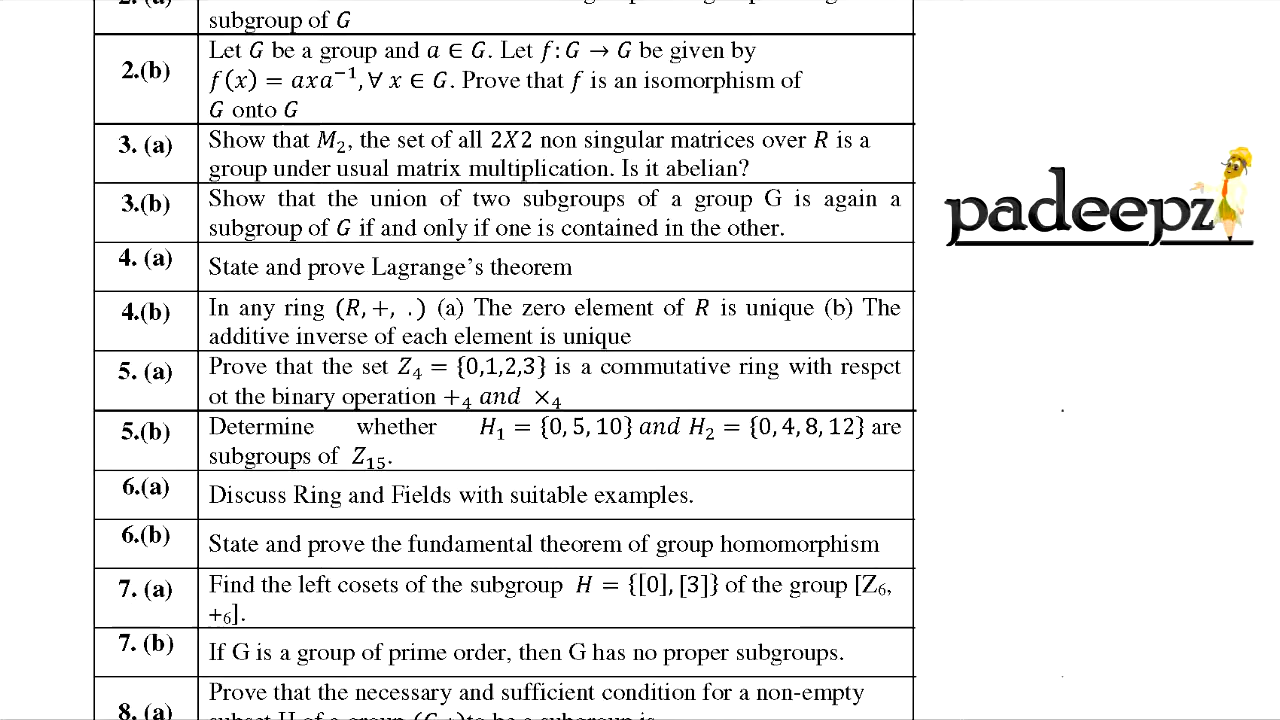 2. (a)
subgroup of G
2.(b)
Let G be a group and a ∈ G. Let f: G → G be given by
f(x) = axa⁻¹, ∀ x ∈ G. Prove that f is an isomorphism of
G onto G
3. (a)
Show that M₂, the set of all 2X2 non singular matrices over R is a
group under usual matrix multiplication. Is it abelian?
3.(b)
Show that the union of two subgroups of a group G is again a
subgroup of G if and only if one is contained in the other.
4. (a)
State and prove Lagrange's theorem
4.(b)
In any ring (R, +, .) (a) The zero element of R is unique (b) The
additive inverse of each element is unique
5. (a)
Prove that the set Z₄ = {0,1,2,3} is a commutative ring with respct
ot the binary operation +₄ and ×₄
5.(b)
Determine whether H₁ = {0, 5, 10} and H₂ = {0, 4, 8, 12} are
subgroups of Z₁₅.
6.(a)
Discuss Ring and Fields with suitable examples.
6.(b)
State and prove the fundamental theorem of group homomorphism
7. (a)
Find the left cosets of the subgroup H = {[0], [3]} of the group [Z₆,
+₆].
7. (b)
If G is a group of prime order, then G has no proper subgroups.
8. (a)
Prove that the necessary and sufficient condition for a non-empty
padeepz